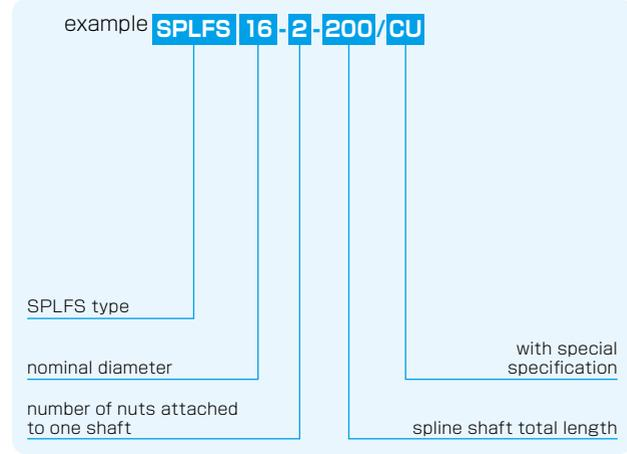 example SPLFS 16-2-200/CU
SPLFS type
with special
specification
nominal diameter
number of nuts attached
to one shaft
spline shaft total length